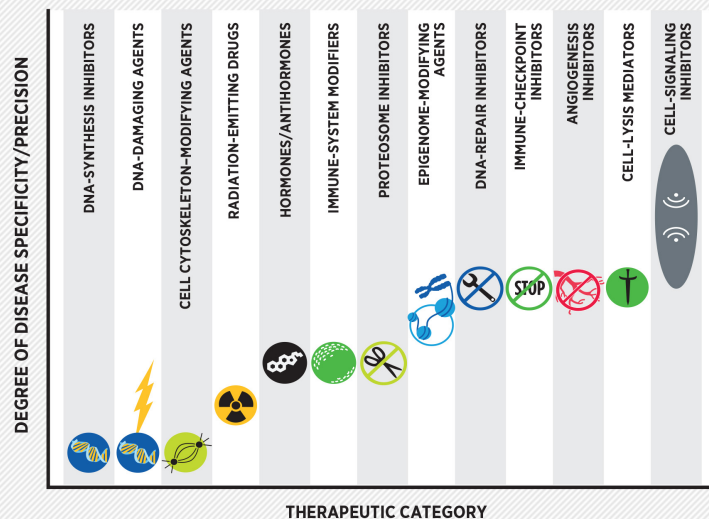 DEGREE OF DISEASE SPECIFICITY/PRECISION
DNA-SYNTHESIS INHIBITORS
DNA-DAMAGING AGENTS
CELL CYTOSKELETON–MODIFYING AGENTS
RADIATION-EMITTING DRUGS
HORMONES/ANTIHORMONES
IMMUNE-SYSTEM MODIFIERS
PROTEOSOME INHIBITORS
EPIGENOME-MODIFYING
AGENTS
DNA-REPAIR INHIBITORS
IMMUNE-CHECKPOINT
INHIBITORS
ANGIOGENESIS
INHIBITORS
CELL-LYSIS MEDIATORS
CELL-SIGNALING
INHIBITORS
STOP
THERAPEUTIC CATEGORY